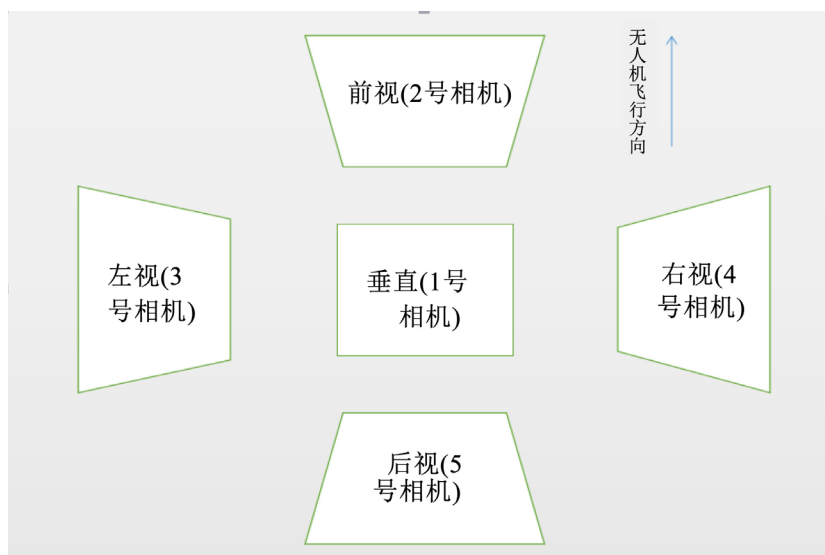 前视(2号相机)
无人机飞行方向
左视(3
号相机)
垂直(1号
相机)
右视(4
号相机)
后视(5
号相机)